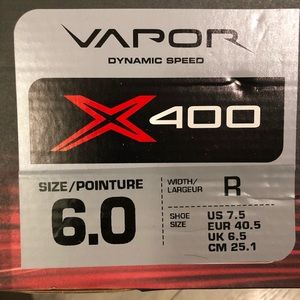 VAPOR
DYNAMIC SPEED
X400
SIZE/POINTURE
6.0
WIDTH/
LARGEUR
R
SHOE
SIZE
US 7.5
EUR 40.5
UK 6.5
CM 25.1